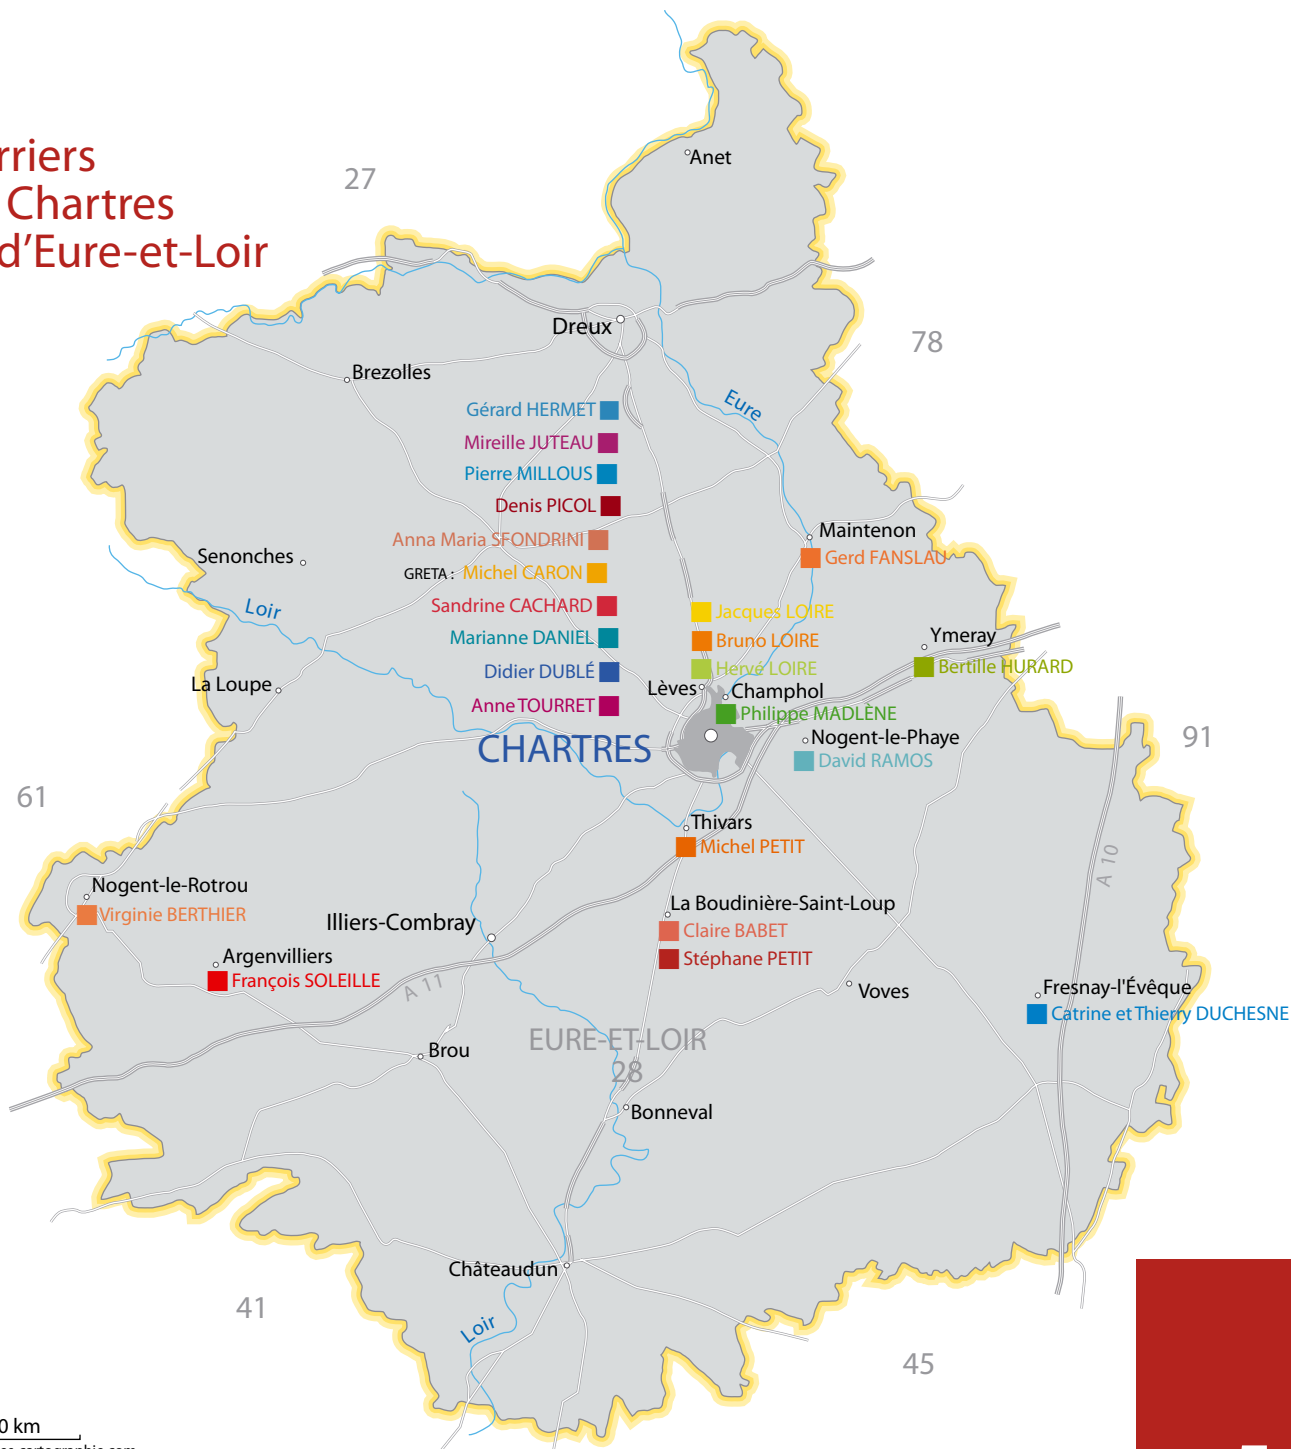 rriers
Chartres
d'Eure-et-Loir
27
Anet
Dreux
78
Brezolles
Eure
Gérard HERMET
Mireille JUTEAU
Pierre MILLOUS
Denis PICOL
Anna Maria SFONDRINI
GRETA : Michel CARON
Sandrine CACHARD
Marianne DANIEL
Didier DUBLÉ
Anne TOURRET
CHARTRES
Maintenon
Gerd FANSLAU
Senonches
Loir
La Loupe
Jacques LOIRE
Bruno LOIRE
Hervé LOIRE
Lèves
Champhol
Philippe MADLÈNE
Ymeray
Bertille HURARD
Nogent-le-Phaye
David RAMOS
91
61
Thivars
Michel PETIT
A 10
Nogent-le-Rotrou
Virginie BERTHIER
Illiers-Combray
La Boudinière-Saint-Loup
Claire BABET
Stéphane PETIT
Argenvilliers
François SOLEILLE
A 11
Voves
Fresnay-l'Évêque
Catrine et Thierry DUCHESNE
Brou
EURE-ET-LOIR
28
Bonneval
Châteaudun
41
Loir
45
0 km